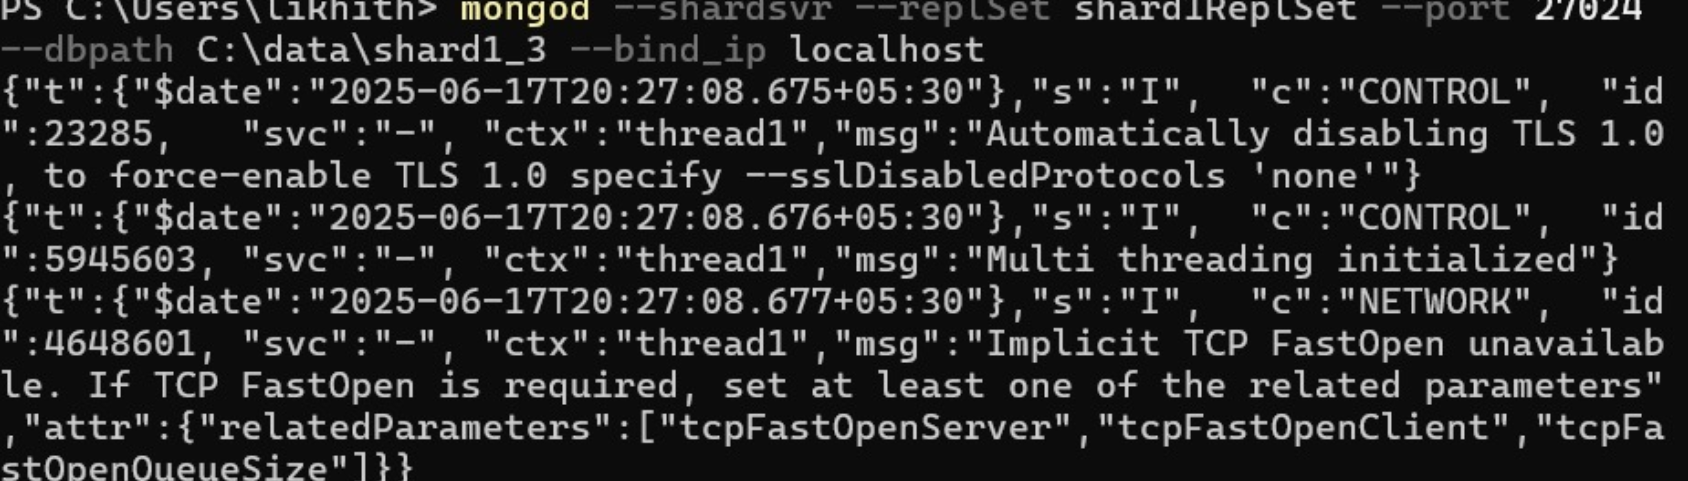 PS C:\Users\likhith> mongod --shardsvr --replSet shard1ReplSet --port 27024
--dbpath C:\data\shard1_3 --bind_ip localhost
{"t":{"$date":"2025-06-17T20:27:08.675+05:30"},"s":"I",  "c":"CONTROL",  "id
":23285,   "svc":"-", "ctx":"thread1","msg":"Automatically disabling TLS 1.0
, to force-enable TLS 1.0 specify --sslDisabledProtocols 'none'"}
{"t":{"$date":"2025-06-17T20:27:08.676+05:30"},"s":"I",  "c":"CONTROL",  "id
":5945603, "svc":"-", "ctx":"thread1","msg":"Multi threading initialized"}
{"t":{"$date":"2025-06-17T20:27:08.677+05:30"},"s":"I",  "c":"NETWORK",  "id
":4648601, "svc":"-", "ctx":"thread1","msg":"Implicit TCP FastOpen unavailab
le. If TCP FastOpen is required, set at least one of the related parameters"
,"attr":{"relatedParameters":["tcpFastOpenServer","tcpFastOpenClient","tcpFa
stOpenQueueSize"]}}